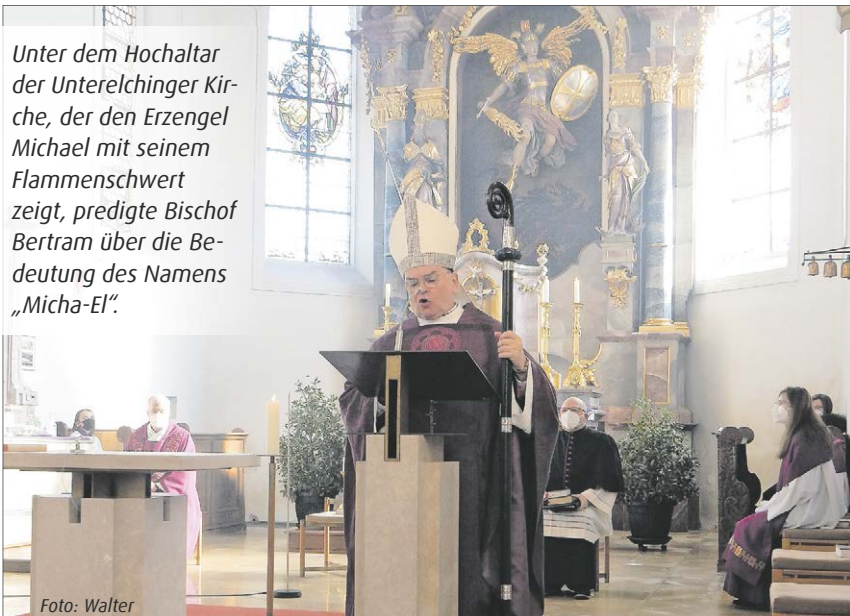 Unter dem Hochaltar
der Unterelchinger Kir-
che, der den Erzengel
Michael mit seinem
Flammenschwert
zeigt, predigte Bischof
Bertram über die Be-
deutung des Namens
„Micha-El“.
Foto: Walter